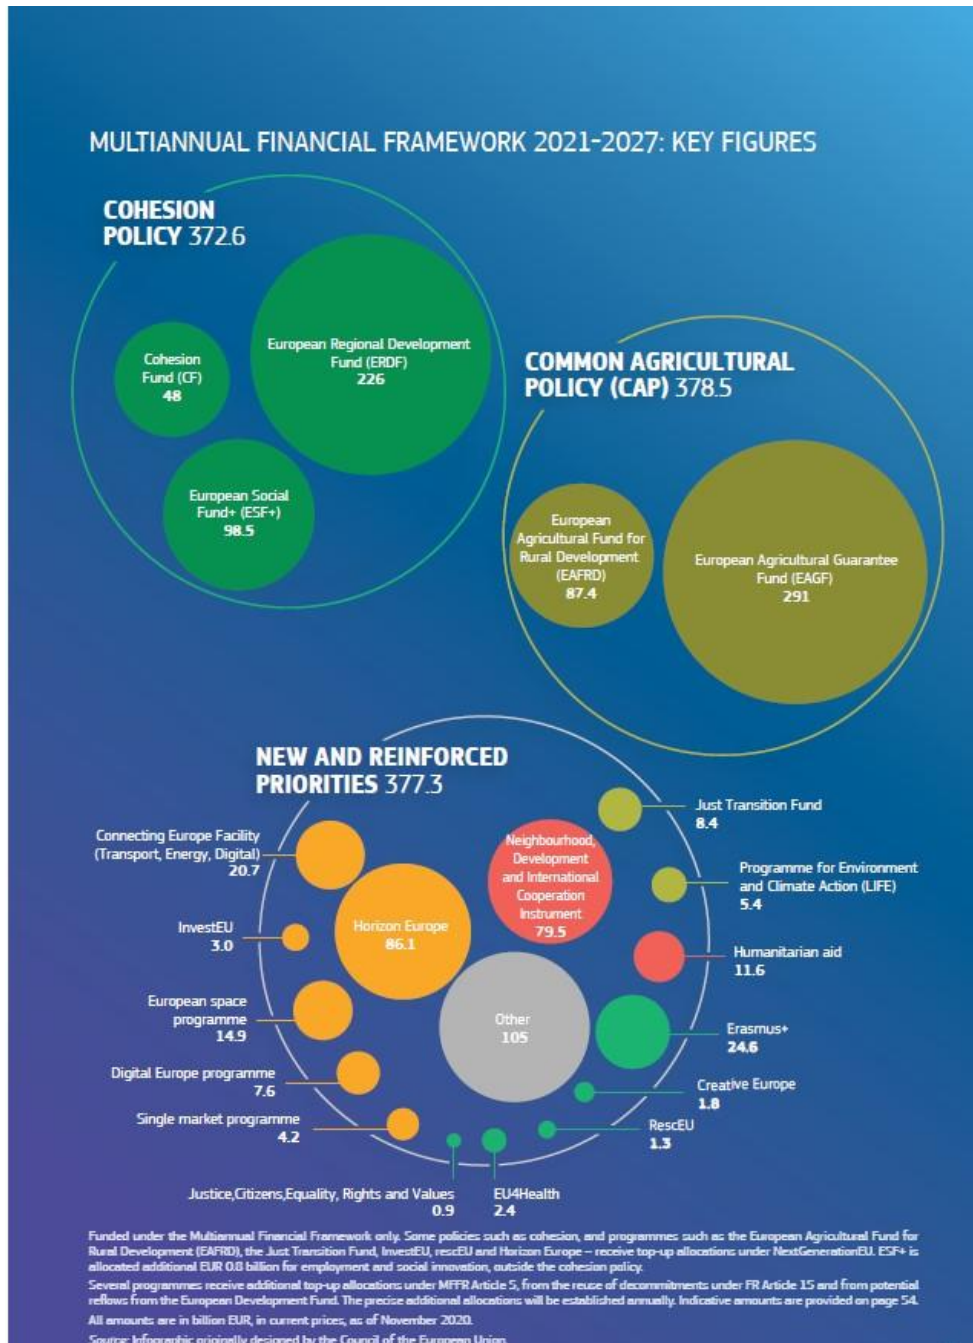 MULTIANNUAL FINANCIAL FRAMEWORK 2021-2027: KEY FIGURES
COHESION
POLICY 372.6
European Regional Development
Fund (ERDF)
226
Cohesion
Fund (CF)
48
European Social
Fund+ (ESF+)
98.5
COMMON AGRICULTURAL
POLICY (CAP) 378.5
European
Agricultural Fund for
Rural Development
(EAFRD)
87.4
European Agricultural Guarantee
Fund (EAGF)
291
NEW AND REINFORCED
PRIORITIES 377.3
Connecting Europe Facility
(Transport, Energy, Digital)
20.7
InvestEU
3.0
European space
programme
14.9
Digital Europe programme
7.6
Single market programme
4.2
Justice,Citizens,Equality, Rights and Values
0.9
EU4Health
2.4
Horizon Europe
86.1
Neighbourhood,
Development
and International
Cooperation
Instrument
79.5
Other
105
Just Transition Fund
8.4
Programme for Environment
and Climate Action (LIFE)
5.4
Humanitarian aid
11.6
Erasmus+
24.6
Creative Europe
1.8
RescEU
1.3
Funded under the Multiannual Financial Framework only. Some policies such as cohesion, and programmes such as the European Agricultural Fund for
Rural Development (EAFRD), the Just Transition Fund, InvestEU, rescEU and Horizon Europe – receive top-up allocations under NextGenerationEU. ESF+ is
allocated additional EUR 0.8 billion for employment and social innovation, outside the cohesion policy.
Several programmes receive additional top-up allocations under MFFR Article 5, from the reuse of decommitments under FR Article 15 and from potential
reflows from the European Development Fund. The precise additional allocations will be established annually. Indicative amounts are provided on page 54.
All amounts are in billion EUR, in current prices, as of November 2020.
Source: Infographic originally designed by the Council of the European Union.